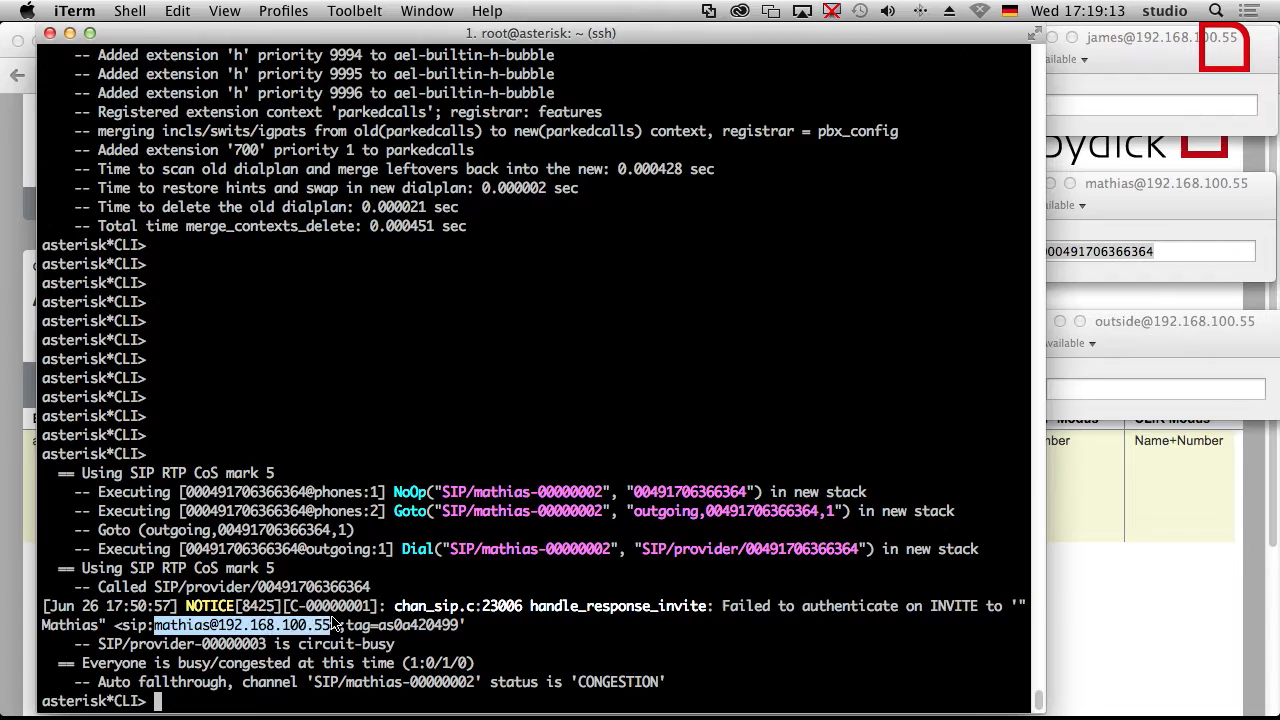 iTerm Shell Edit View Profiles Toolbelt Window Help Wed 17:19:13 studio
1. root@asterisk: ~ (ssh)
-- Added extension 'h' priority 9994 to ael-builtin-h-bubble
-- Added extension 'h' priority 9995 to ael-builtin-h-bubble
-- Added extension 'h' priority 9996 to ael-builtin-h-bubble
-- Registered extension context 'parkedcalls'; registrar: features
-- merging incls/swits/igpats from old(parkedcalls) to new(parkedcalls) context, registrar = pbx_config
-- Added extension '700' priority 1 to parkedcalls
-- Time to scan old dialplan and merge leftovers back into the new: 0.000428 sec
-- Time to restore hints and swap in new dialplan: 0.000002 sec
-- Time to delete the old dialplan: 0.000021 sec
-- Total time merge_contexts_delete: 0.000451 sec
asterisk*CLI>
asterisk*CLI>
asterisk*CLI>
asterisk*CLI>
asterisk*CLI>
asterisk*CLI>
asterisk*CLI>
asterisk*CLI>
asterisk*CLI>
asterisk*CLI>
asterisk*CLI>
asterisk*CLI>
== Using SIP RTP CoS mark 5
-- Executing [000491706366364@phones:1] NoOp("SIP/mathias-00000002", "00491706366364") in new stack
-- Executing [000491706366364@phones:2] Goto("SIP/mathias-00000002", "outgoing,00491706366364,1") in new stack
-- Goto (outgoing,00491706366364,1)
-- Executing [00491706366364@outgoing:1] Dial("SIP/mathias-00000002", "SIP/provider/00491706366364") in new stack
== Using SIP RTP CoS mark 5
-- Called SIP/provider/00491706366364
[Jun 26 17:50:57] NOTICE[8425][C-00000001]: chan_sip.c:23006 handle_response_invite: Failed to authenticate on INVITE to '"
Mathias" <sip:mathias@192.168.100.55>;tag=as0a420499'
-- SIP/provider-00000003 is circuit-busy
== Everyone is busy/congested at this time (1:0/1/0)
-- Auto fallthrough, channel 'SIP/mathias-00000002' status is 'CONGESTION'
asterisk*CLI>
james@192.168.100.55
ailable
bydick
mathias@192.168.100.55
ailable
000491706366364
outside@192.168.100.55
vailable
Modus
CLIR Modus
mber
Name+Number